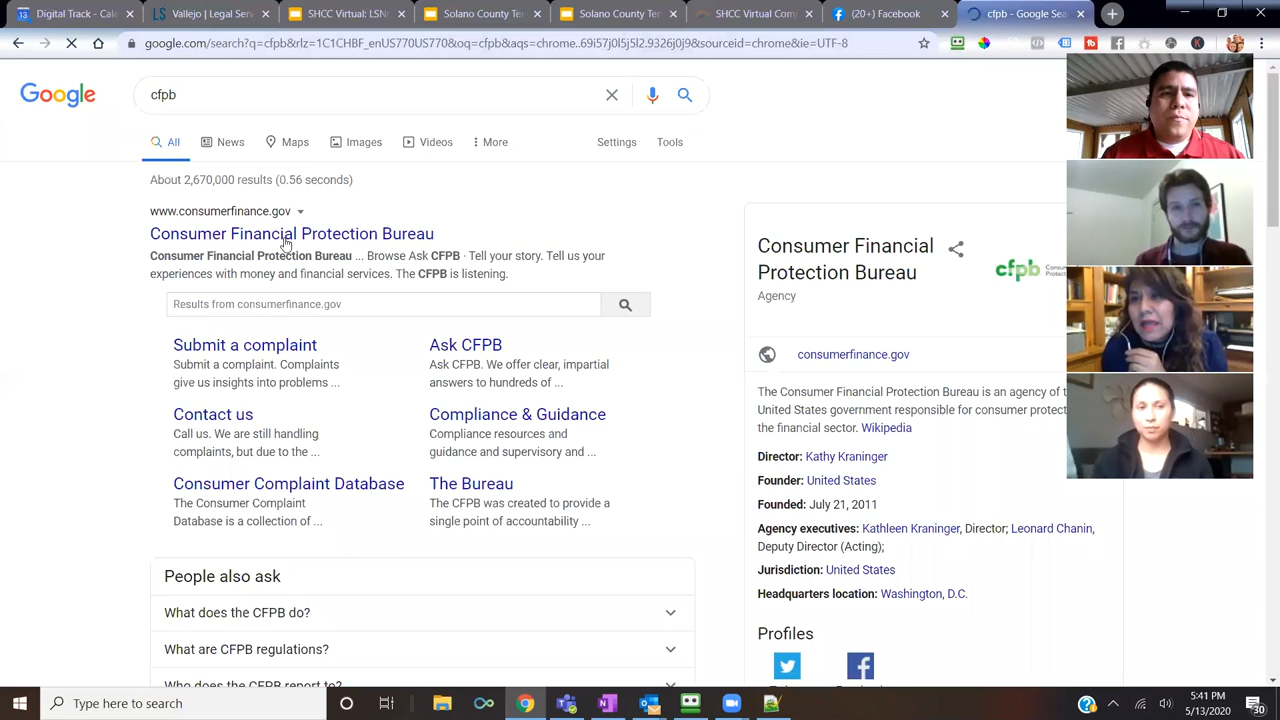 13 Digital Transformati
LS Vallejo | Legal Servi
SHCC Virtual: LSN
Solano County
Solano County Ter
SHCC Virtual Com
(20+) Facebook
cfpb - Google Sea
google.com/search?q=cfpb&rlz=1C1CHBF_enUS770US770&oq=cfpb&aqs=chrome..69i57j0l5j5l2.9326j0j9&sourceid=chrome&ie=UTF-8
Google
cfpb
All News Maps Images Videos More Settings Tools
About 2,670,000 results (0.56 seconds)
www.consumerfinance.gov
Consumer Financial Protection Bureau
Consumer Financial Protection Bureau ... Browse Ask CFPB · Tell your story. Tell us your
experiences with money and financial services. The CFPB is listening.
Results from consumerfinance.gov
Submit a complaint
Submit a complaint. Complaints
give us insights into problems ...
Ask CFPB
Ask CFPB. We offer clear, impartial
answers to hundreds of ...
Contact us
Call us. We are still handling
complaints, but due to the ...
Compliance & Guidance
Compliance resources and
guidance and supervisory and ...
Consumer Complaint Database
The Consumer Complaint
Database is a collection of ...
The Bureau
The CFPB was created to provide a
single point of accountability ...
People also ask
What does the CFPB do?
What are CFPB regulations?
Who does the CFPB report to?
Consumer Financial
Protection Bureau
Agency
cfpb
consumerfinance.gov
The Consumer Financial Protection Bureau is an agency of
United States government responsible for consumer protect
the financial sector. Wikipedia
Director: Kathy Kraninger
Founder: United States
Founded: July 21, 2011
Agency executives: Kathleen Kraninger, Director; Leonard Chanin,
Deputy Director (Acting);
Jurisdiction: United States
Headquarters location: Washington, D.C.
Profiles
Type here to search
5:41 PM
5/13/2020
30